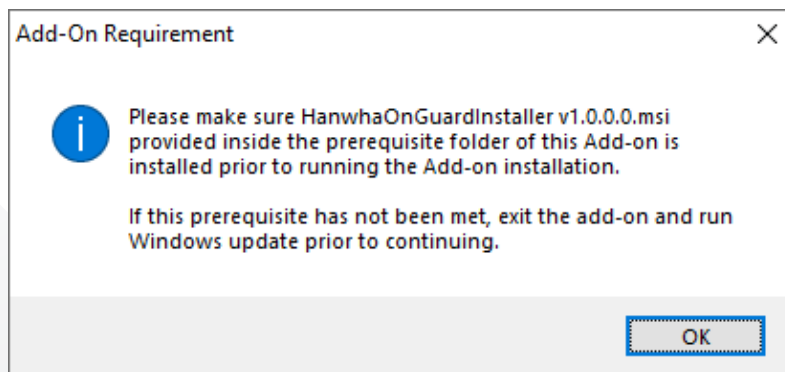 Add-On Requirement
Please make sure HanwhaOnGuardInstaller v1.0.0.0.msi
provided inside the prerequisite folder of this Add-on is
installed prior to running the Add-on installation.
If this prerequisite has not been met, exit the add-on and run
Windows update prior to continuing.
OK